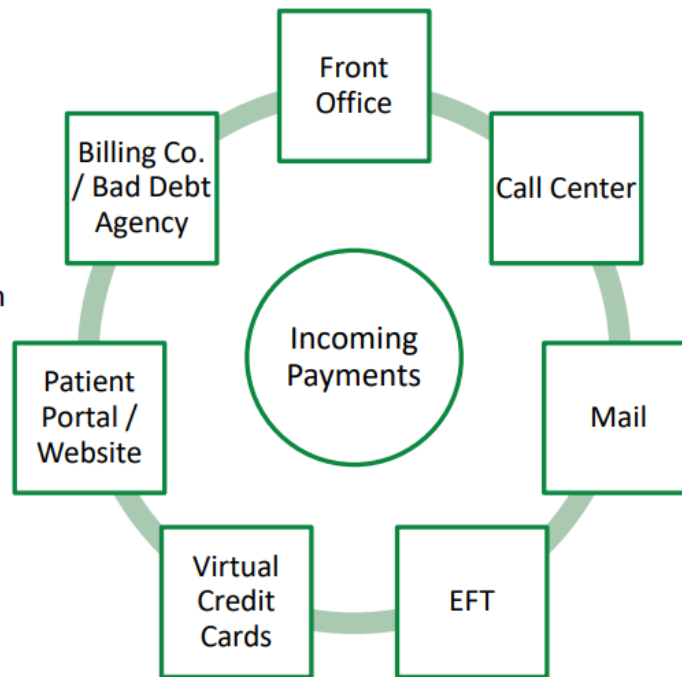 Front
Office
Billing Co.
/ Bad Debt
Agency
Call Center
n
Incoming
Payments
Patient
Portal /
Website
Mail
Virtual
Credit
Cards
EFT